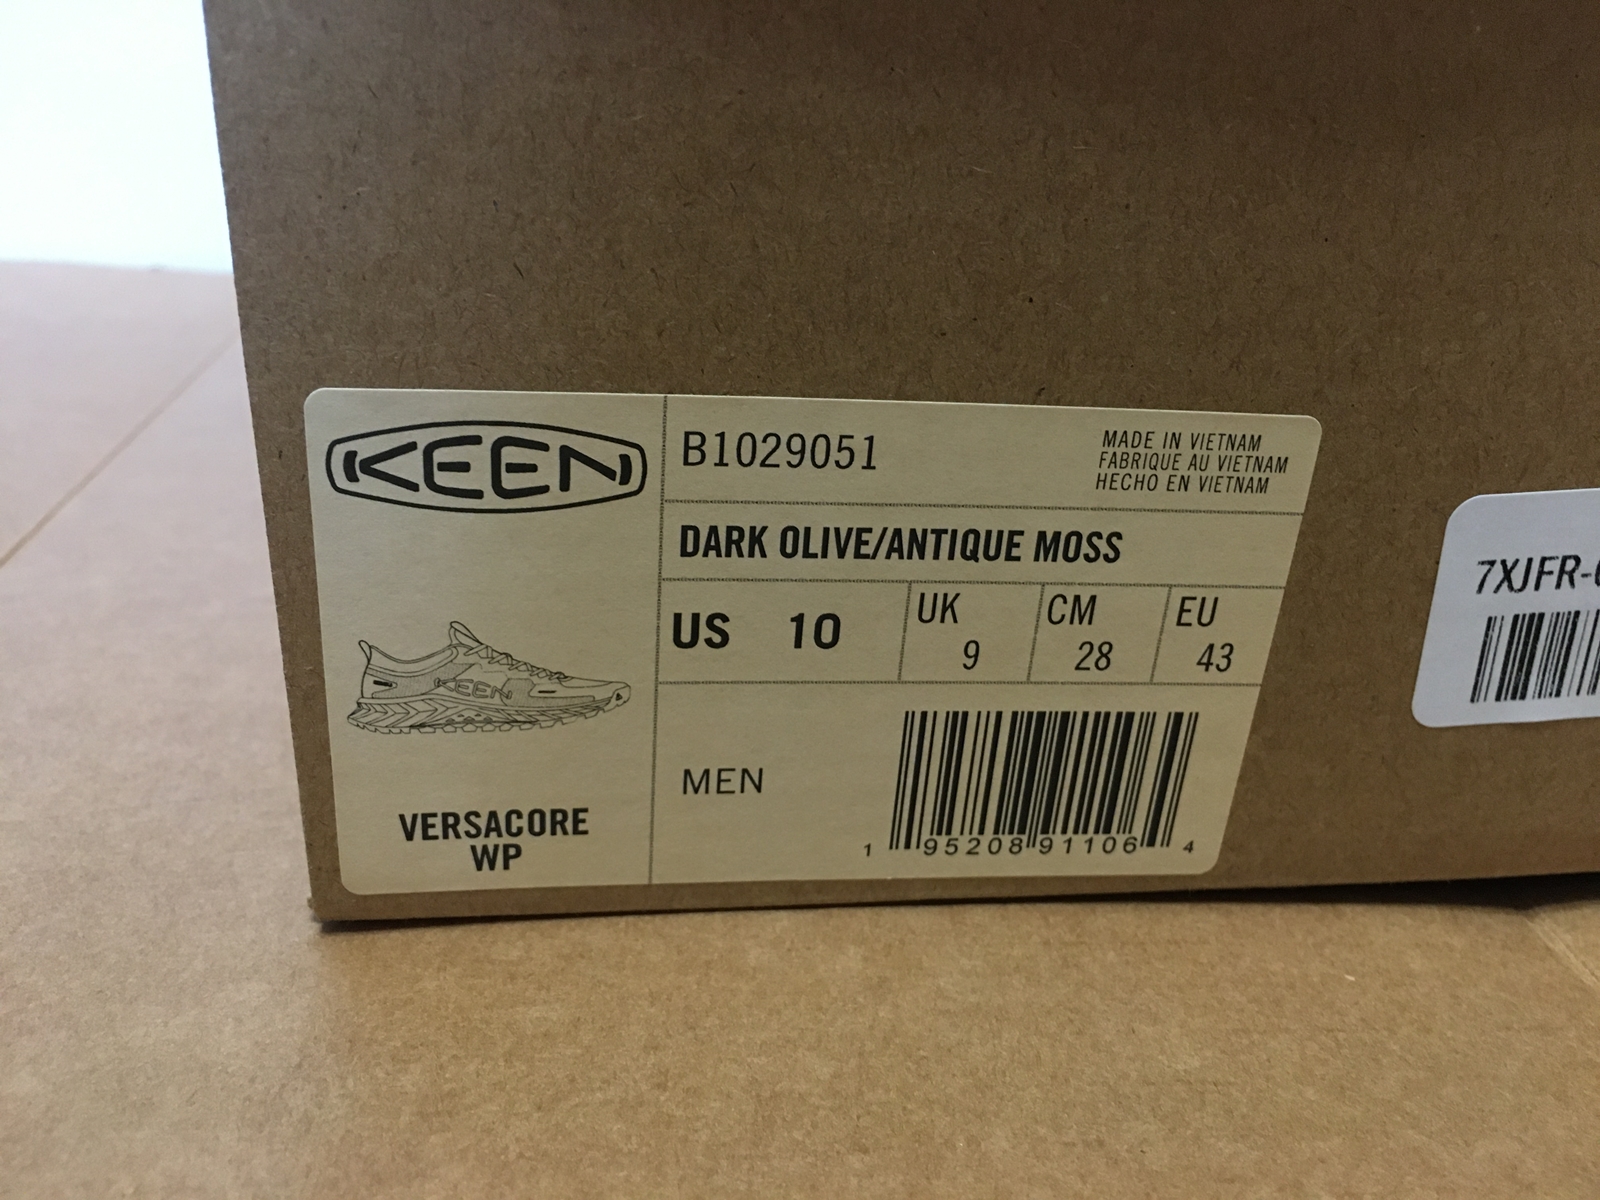 KEEN
B1029051
MADE IN VIETNAM
FABRIQUE AU VIETNAM
HECHO EN VIETNAM
DARK OLIVE/ANTIQUE MOSS
US 10
UK 9
CM 28
EU 43
KEEN
MEN
VERSACORE
WP
1 95208 91106 4
7XJFR-